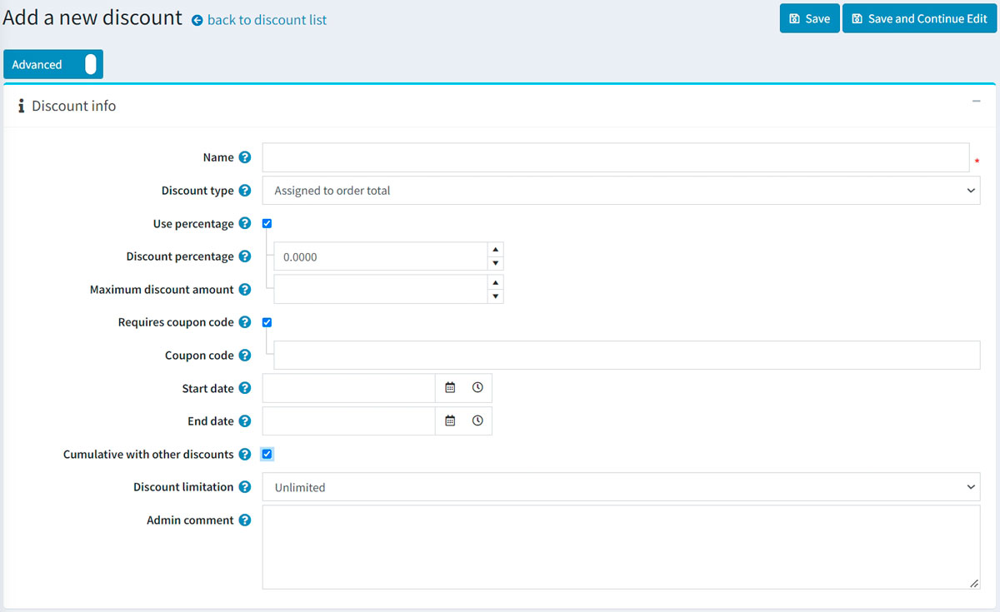 Add a new discount back to discount list Save Save and Continue Edit
Advanced
Discount info
Name *
Discount type Assigned to order total
Use percentage
Discount percentage 0.0000
Maximum discount amount
Requires coupon code
Coupon code
Start date
End date
Cumulative with other discounts
Discount limitation Unlimited
Admin comment